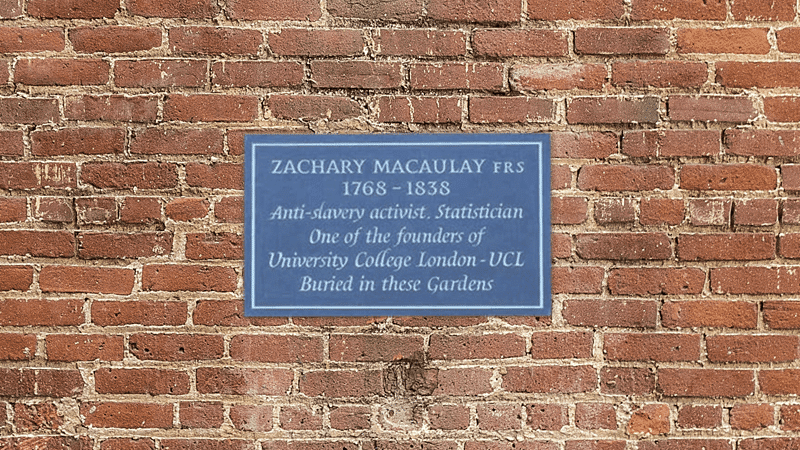 ZACHARY MACAULAY FRS
1768 – 1838
Anti-slavery activist. Statistician
One of the founders of
University College London - UCL
Buried in these Gardens